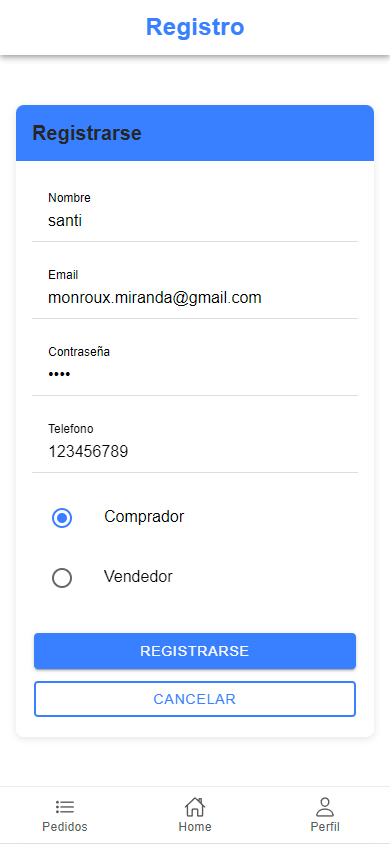 Registro
Registrarse
Nombre
santi
Email
monroux.miranda@gmail.com
Contraseña
••••
Telefono
123456789
Comprador
Vendedor
REGISTRARSE
CANCELAR
Pedidos Home Perfil